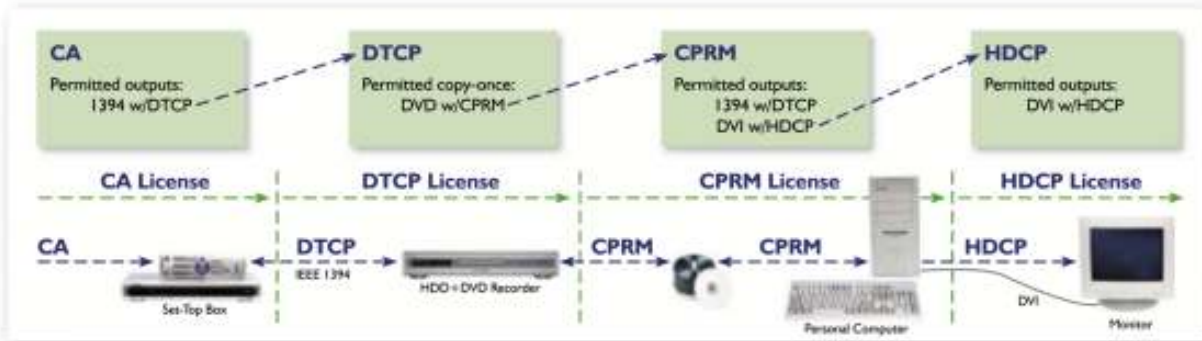 CA
Permitted outputs:
1394 w/DTCP
DTCP
Permitted copy-once:
DVD w/CPRM
CPRM
Permitted outputs:
1394 w/DTCP
DVI w/HDCP
HDCP
Permitted outputs:
DVI w/HDCP
CA License
DTCP License
CPRM License
HDCP License
CA
DTCP
IEEE 1394
CPRM
CPRM
HDCP
Set-Top Box
HDD+DVD Recorder
Personal Computer
DVI
Monitor